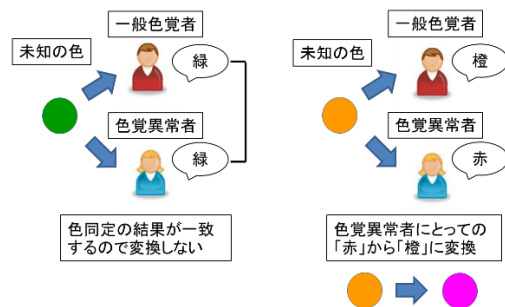 一般色覚者
未知の色
緑
色覚異常者
緑
色同定の結果が一致
するので変換しない
一般色覚者
未知の色
橙
色覚異常者
赤
色覚異常者にとっての
「赤」から「橙」に変換